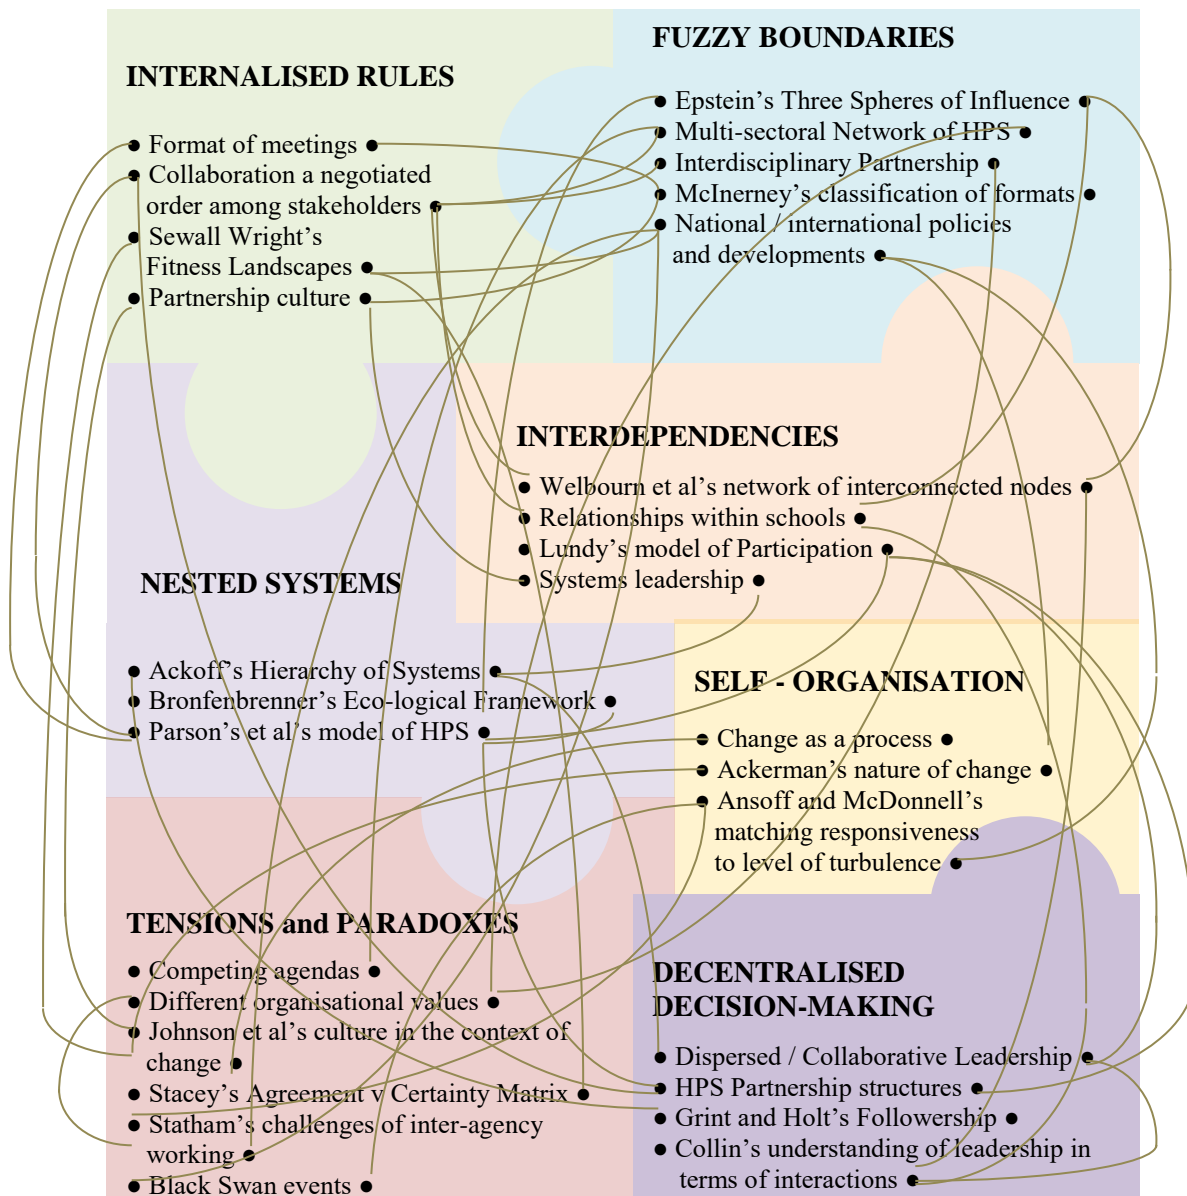 INTERNALISED RULES
● Format of meetings ●
● Collaboration a negotiated
order among stakeholders ●
● Sewall Wright’s
Fitness Landscapes ●
● Partnership culture ●
FUZZY BOUNDARIES
● Epstein’s Three Spheres of Influence ●
● Multi-sectoral Network of HPS ●
● Interdisciplinary Partnership ●
● McInerney’s classification of formats ●
● National / international policies
and developments ●
INTERDEPENDENCIES
● Welbourn et al’s network of interconnected nodes ●
● Relationships within schools ●
● Lundy’s model of Participation ●
● Systems leadership ●
NESTED SYSTEMS
● Ackoff’s Hierarchy of Systems ●
● Bronfenbrenner’s Eco-logical Framework ●
● Parson’s et al’s model of HPS ●
SELF - ORGANISATION
● Change as a process ●
● Ackerman’s nature of change ●
● Ansoff and McDonnell’s
matching responsiveness
to level of turbulence ●
TENSIONS and PARADOXES
● Competing agendas ●
● Different organisational values ●
● Johnson et al’s culture in the context of
change ●
● Stacey’s Agreement v Certainty Matrix ●
● Statham’s challenges of inter-agency
working ●
● Black Swan events ●
DECENTRALISED
DECISION-MAKING
● Dispersed / Collaborative Leadership ●
● HPS Partnership structures ●
● Grint and Holt’s Followership ●
● Collin’s understanding of leadership in
terms of interactions ●